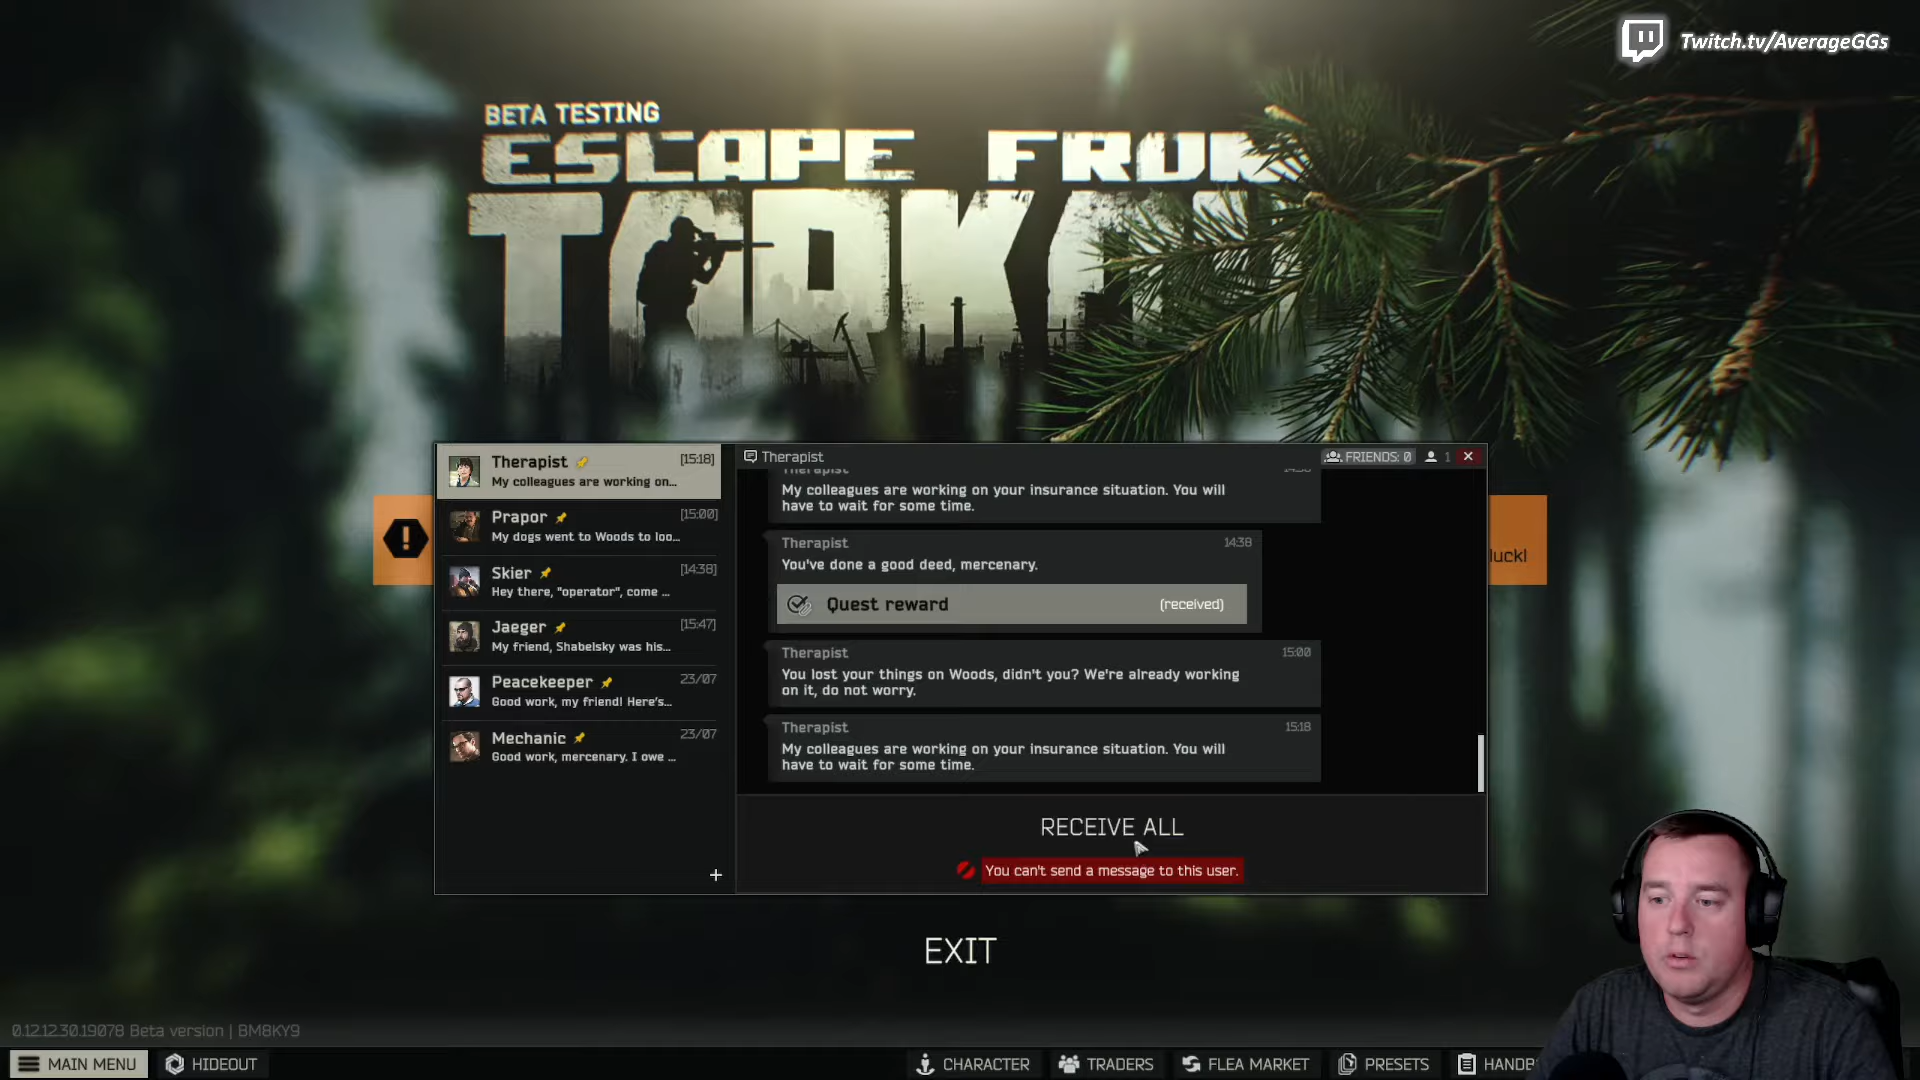 Twitch.tv/AverageGGs
BETA TESTING
ESCAPE FROM
Therapist [15:18]
My colleagues are working on...
Prapor [15:00]
My dogs went to Woods to loo...
Skier [14:38]
Hey there, "operator", come ...
Jaeger [15:47]
My friend, Shabelsky was his...
Peacekeeper 23/07
Good work, my friend! Here's...
Mechanic 23/07
Good work, mercenary. I owe ...
+
Therapist FRIENDS: 0 1
Therapist
My colleagues are working on your insurance situation. You will
have to wait for some time.
Therapist 14:38
You've done a good deed, mercenary.
Quest reward (received)
Therapist 15:00
You lost your things on Woods, didn't you? We're already working
on it, do not worry.
Therapist 15:18
My colleagues are working on your insurance situation. You will
have to wait for some time.
RECEIVE ALL
You can't send a message to this user.
luck!
EXIT
0.12.12.30.19078 Beta version | BM8KY9
MAIN MENU HIDEOUT CHARACTER TRADERS FLEA MARKET PRESETS HANDB